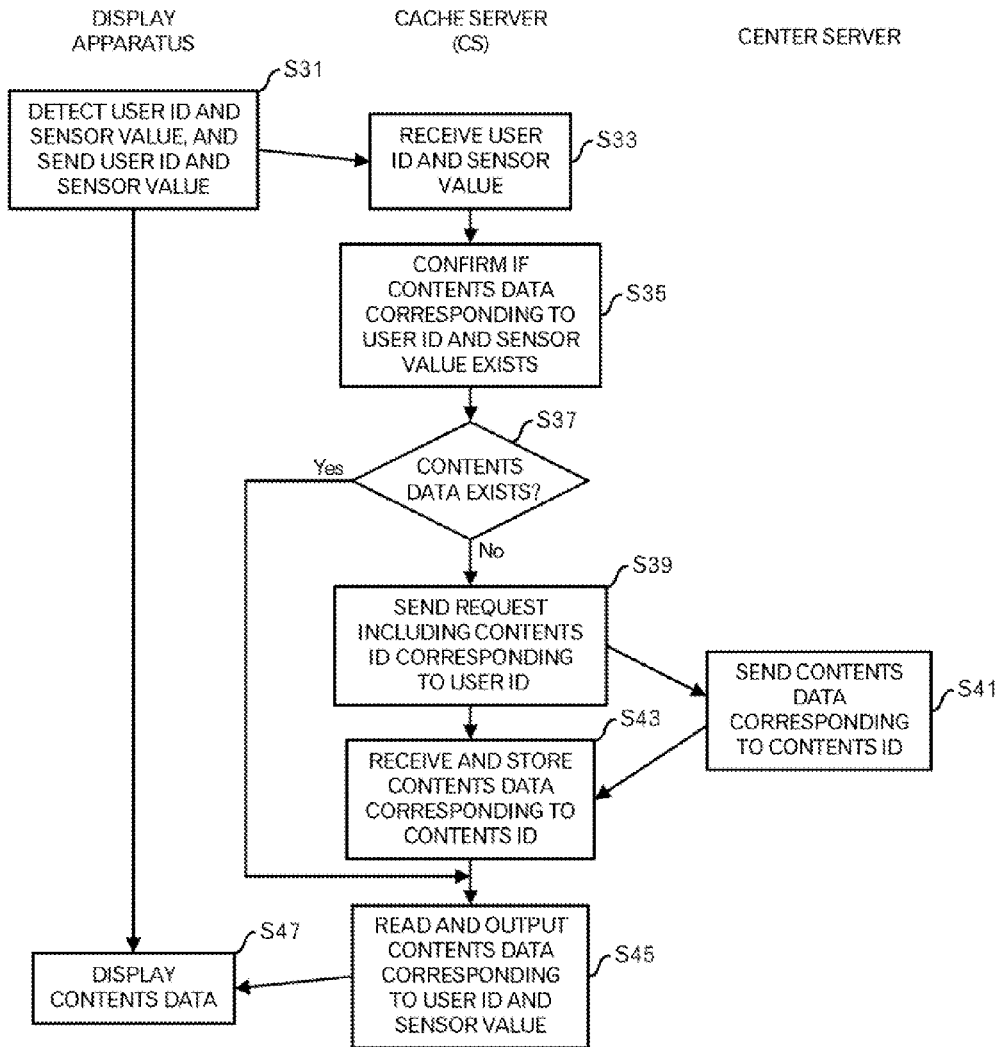 DISPLAY
APPARATUS
CACHE SERVER
(CS)
CENTER SERVER
S31
DETECT USER ID AND
SENSOR VALUE, AND
SEND USER ID AND
SENSOR VALUE
S33
RECEIVE USER
ID AND SENSOR
VALUE
S35
CONFIRM IF
CONTENTS DATA
CORRESPONDING TO
USER ID AND SENSOR
VALUE EXISTS
S37
CONTENTS
DATA EXISTS?
Yes
No
S39
SEND REQUEST
INCLUDING CONTENTS
ID CORRESPONDING
TO USER ID
S41
SEND CONTENTS
DATA
CORRESPONDING
TO CONTENTS ID
S43
RECEIVE AND STORE
CONTENTS DATA
CORRESPONDING TO
CONTENTS ID
S45
READ AND OUTPUT
CONTENTS DATA
CORRESPONDING
TO USER ID AND
SENSOR VALUE
S47
DISPLAY
CONTENTS DATA